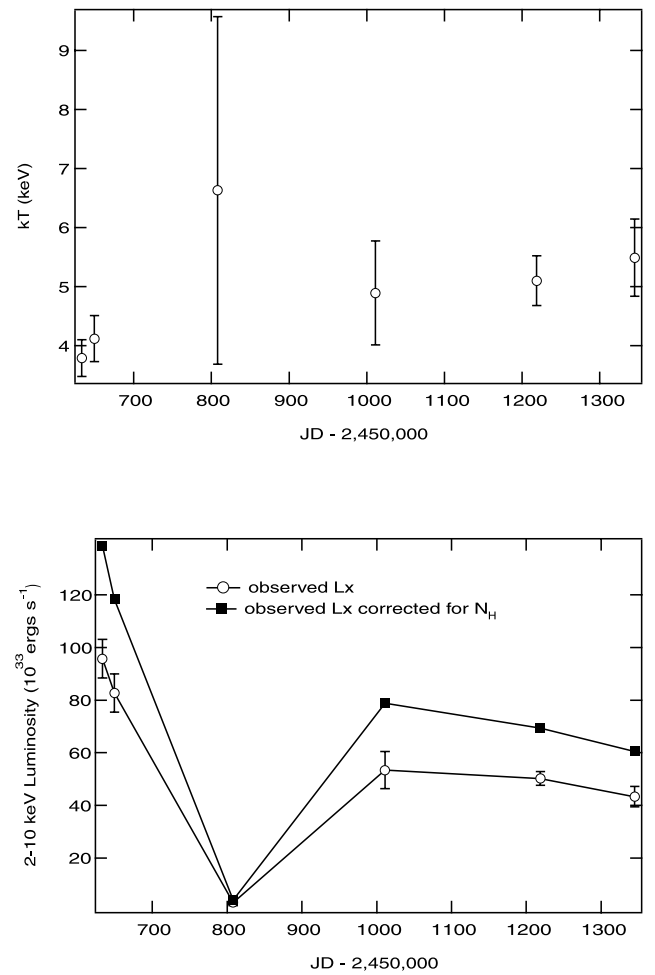 9
8
7
6
5
4
kT (keV)
700 800 900 1000 1100 1200 1300
JD - 2,450,000
120
100
80
60
40
20
2-10 keV Luminosity (10^33 ergs s^-1)
observed Lx
observed Lx corrected for N_H
700 800 900 1000 1100 1200 1300
JD - 2,450,000